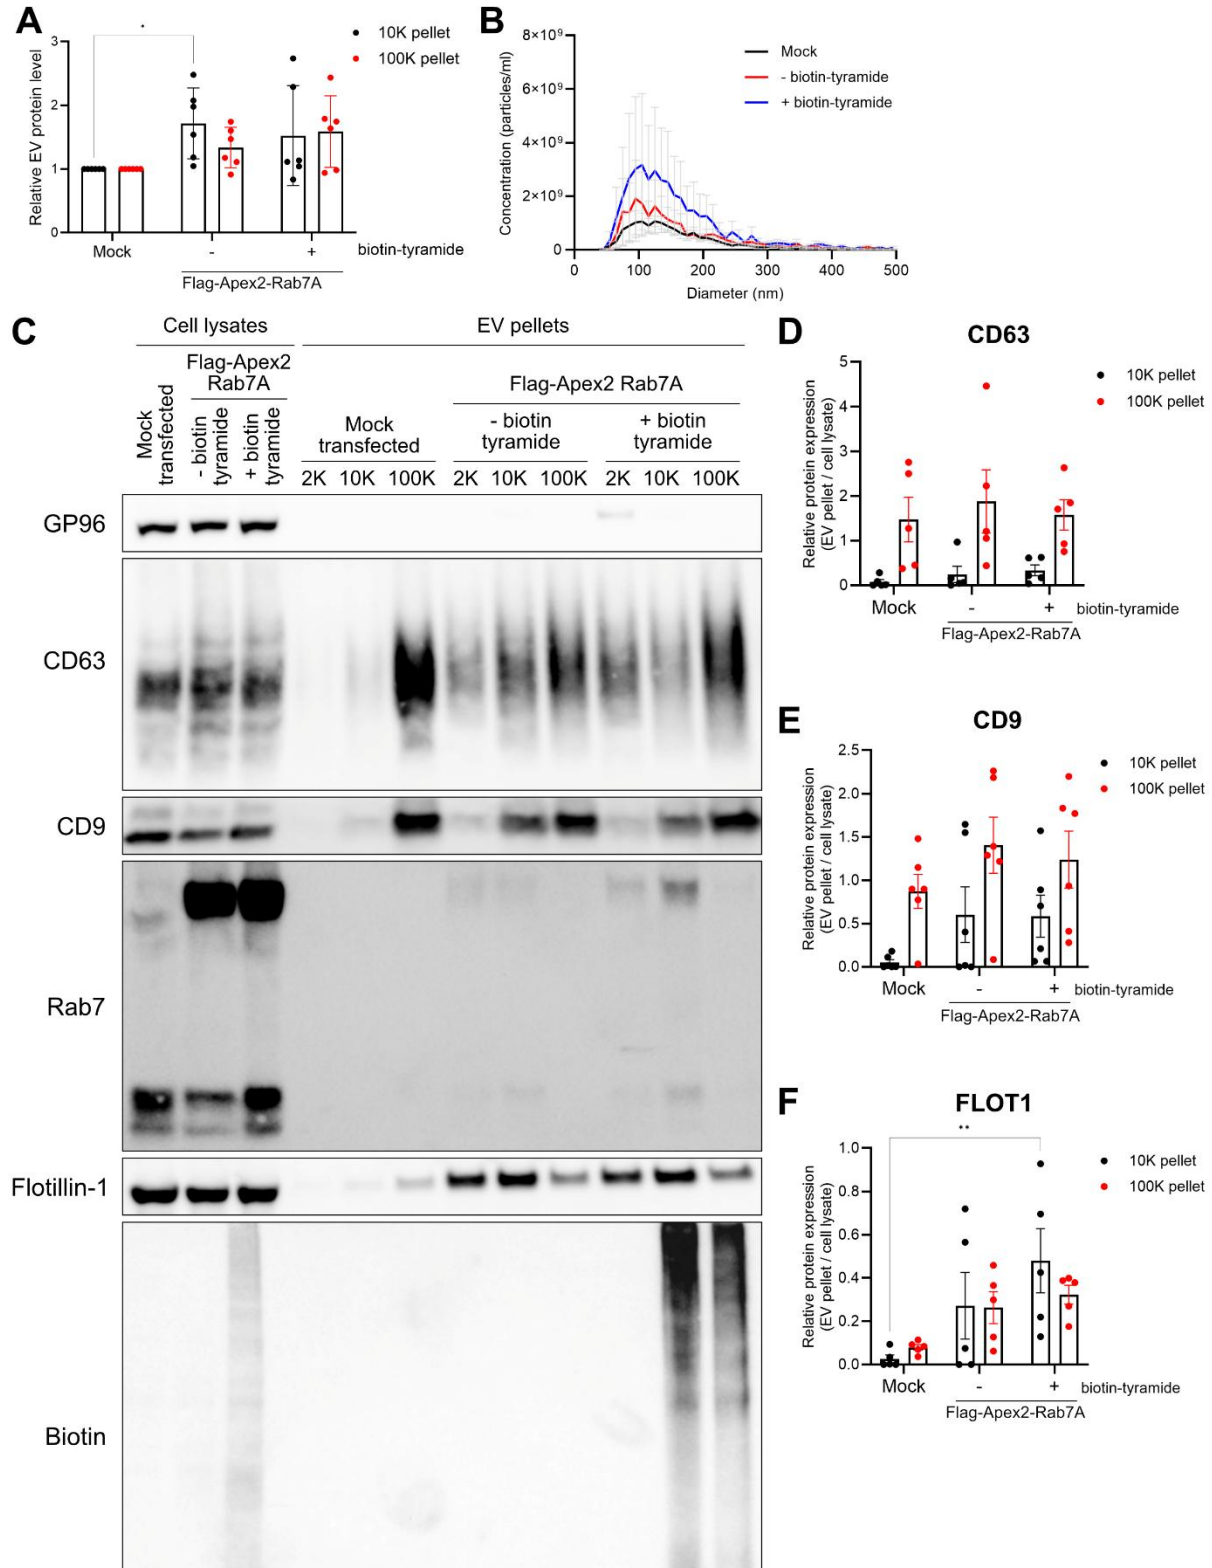 A
Relative EV protein level
3
2
1
0
*
10K pellet
100K pellet
Mock
-
+
biotin-tyramide
Flag-Apex2-Rab7A
B
Concentration (particles/ml)
8×10⁹
6×10⁹
4×10⁹
2×10⁹
0
Mock
- biotin-tyramide
+ biotin-tyramide
0 100 200 300 400 500
Diameter (nm)
C
Cell lysates
EV pellets
Mock transfected
Flag-Apex2 Rab7A
- biotin tyramide
+ biotin tyramide
Mock transfected
Flag-Apex2 Rab7A
- biotin tyramide
+ biotin tyramide
2K 10K 100K 2K 10K 100K 2K 10K 100K
GP96
CD63
CD9
Rab7
Flotillin-1
Biotin
D
CD63
Relative protein expression
(EV pellet / cell lysate)
5
4
3
2
1
0
10K pellet
100K pellet
Mock - + biotin-tyramide
Flag-Apex2-Rab7A
E
CD9
Relative protein expression
(EV pellet / cell lysate)
2.5
2.0
1.5
1.0
0.5
0.0
10K pellet
100K pellet
Mock - + biotin-tyramide
Flag-Apex2-Rab7A
F
FLOT1
Relative protein expression
(EV pellet / cell lysate)
1.0
0.8
0.6
0.4
0.2
0.0
**
10K pellet
100K pellet
Mock - + biotin-tyramide
Flag-Apex2-Rab7A